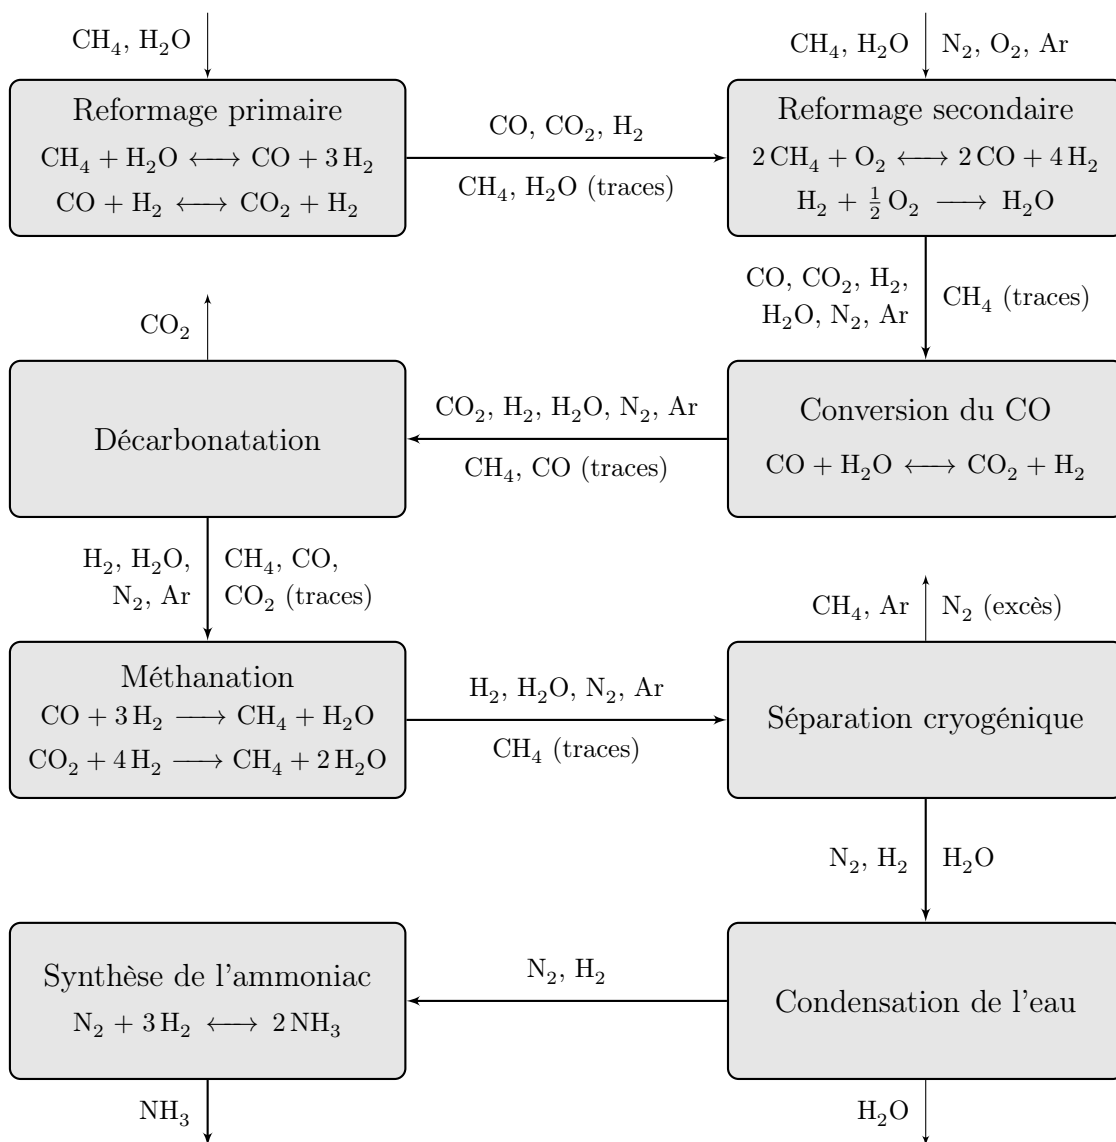 CH₄, H₂O
CH₄, H₂O
N₂, O₂, Ar
Reformage primaire
CH₄ + H₂O ⟷ CO + 3 H₂
CO + H₂ ⟷ CO₂ + H₂
CO, CO₂, H₂
CH₄, H₂O (traces)
Reformage secondaire
2 CH₄ + O₂ ⟷ 2 CO + 4 H₂
H₂ + ½ O₂ ⟶ H₂O
CO, CO₂, H₂,
H₂O, N₂, Ar
CH₄ (traces)
CO₂
Décarbonatation
CO₂, H₂, H₂O, N₂, Ar
CH₄, CO (traces)
Conversion du CO
CO + H₂O ⟷ CO₂ + H₂
H₂, H₂O,
N₂, Ar
CH₄, CO,
CO₂ (traces)
CH₄, Ar
N₂ (excès)
Méthanation
CO + 3 H₂ ⟶ CH₄ + H₂O
CO₂ + 4 H₂ ⟶ CH₄ + 2 H₂O
H₂, H₂O, N₂, Ar
CH₄ (traces)
Séparation cryogénique
N₂, H₂
H₂O
Synthèse de l'ammoniac
N₂ + 3 H₂ ⟷ 2 NH₃
N₂, H₂
Condensation de l'eau
NH₃
H₂O